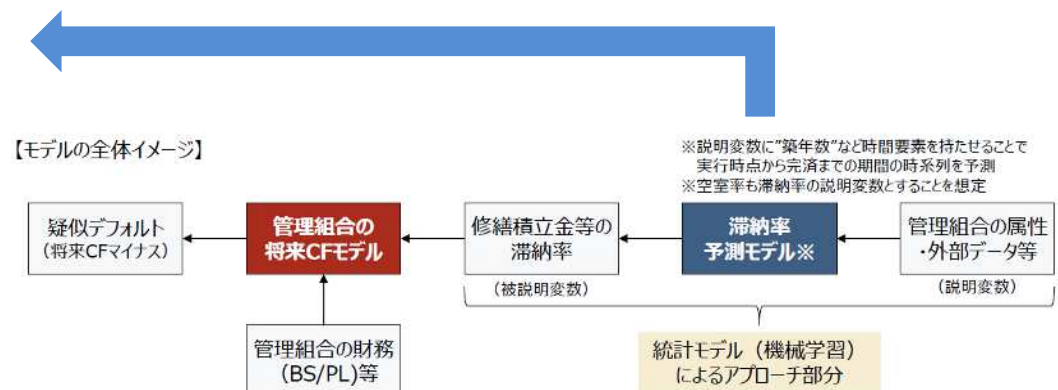 【モデルの全体イメージ】
※説明変数に"築年数"など時間要素を持たせることで
実行時点から完済までの期間の時系列を予測
※空室率も滞納率の説明変数とすることを想定
疑似デフォルト
(将来CFマイナス)
管理組合の
将来CFモデル
修繕積立金等の
滞納率
(被説明変数)
滞納率
予測モデル※
管理組合の属性
・外部データ等
(説明変数)
管理組合の財務
(BS/PL)等
統計モデル（機械学習）
によるアプローチ部分